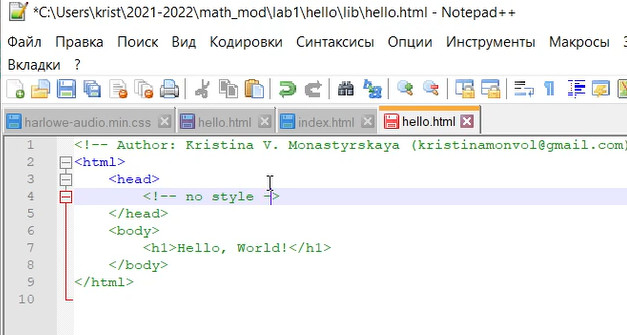 *C:\Users\krist\2021-2022\math_mod\lab1\hello\lib\hello.html - Notepad++
Файл Правка Поиск Вид Кодировки Синтаксисы Опции Инструменты Макросы З
Вкладки ?
harlowe-audio.min.css hello.html index.html hello.html
1 <!-- Author: Kristina V. Monastyrskaya (kristinamonvol@gmail.com)
2 <html>
3 <head>
4 <!-- no style ->
5 </head>
6 <body>
7 <h1>Hello, World!</h1>
8 </body>
9 </html>
10